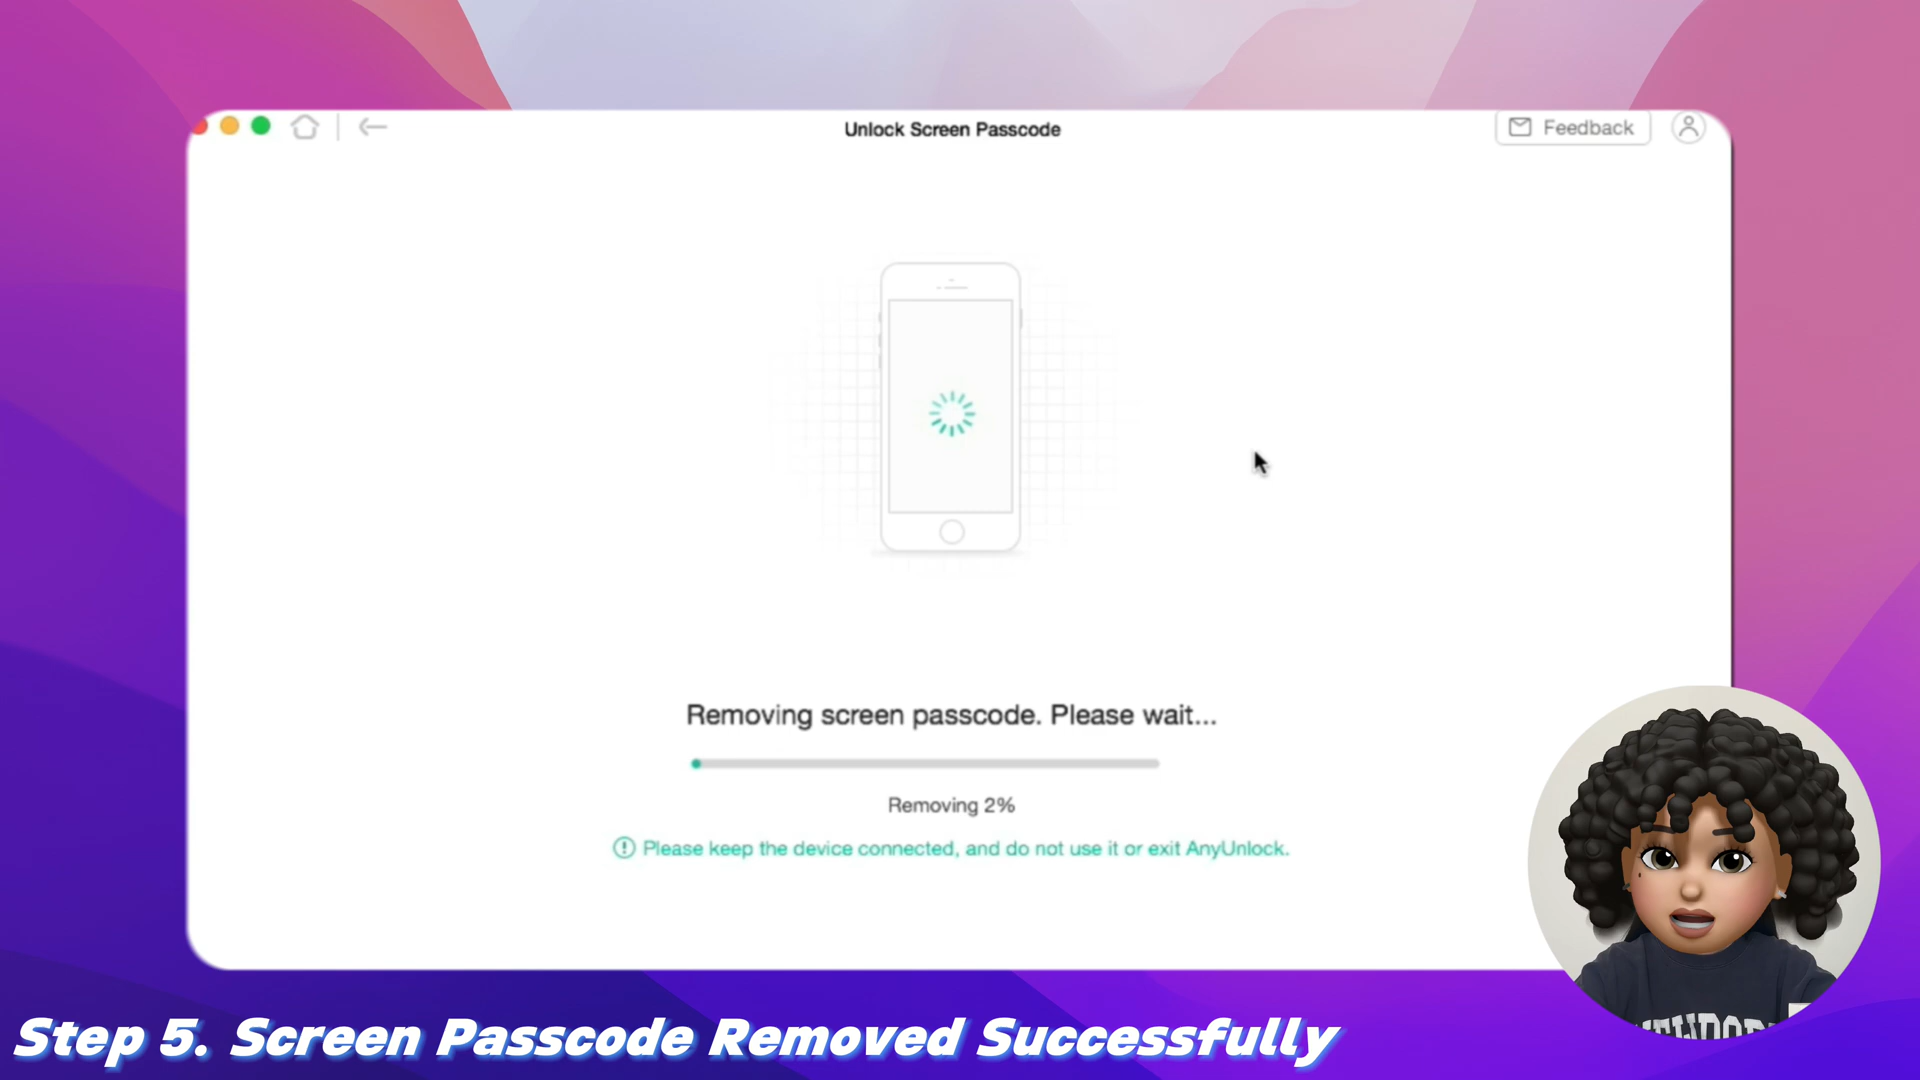 Unlock Screen Passcode
Feedback
Removing screen passcode. Please wait...
Removing 2%
Please keep the device connected, and do not use it or exit AnyUnlock.
Step 5. Screen Passcode Removed Successfully